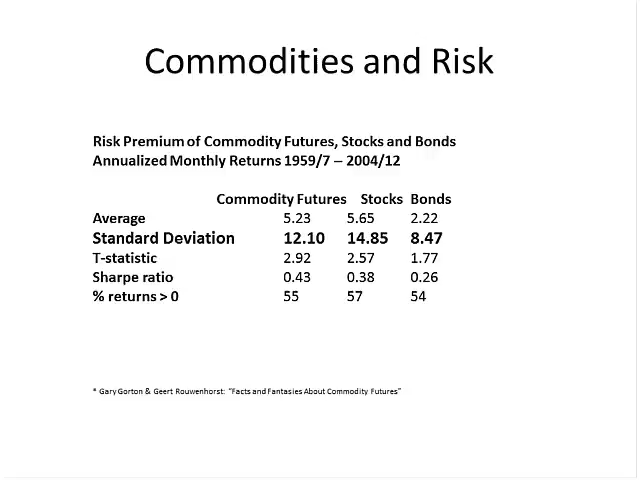 Commodities and Risk
Risk Premium of Commodity Futures, Stocks and Bonds
Annualized Monthly Returns 1959/7 – 2004/12
Commodity Futures Stocks Bonds
Average 5.23 5.65 2.22
Standard Deviation 12.10 14.85 8.47
T-statistic 2.92 2.57 1.77
Sharpe ratio 0.43 0.38 0.26
% returns > 0 55 57 54
* Gary Gorton & Geert Rouwenhorst: "Facts and Fantasies About Commodity Futures"